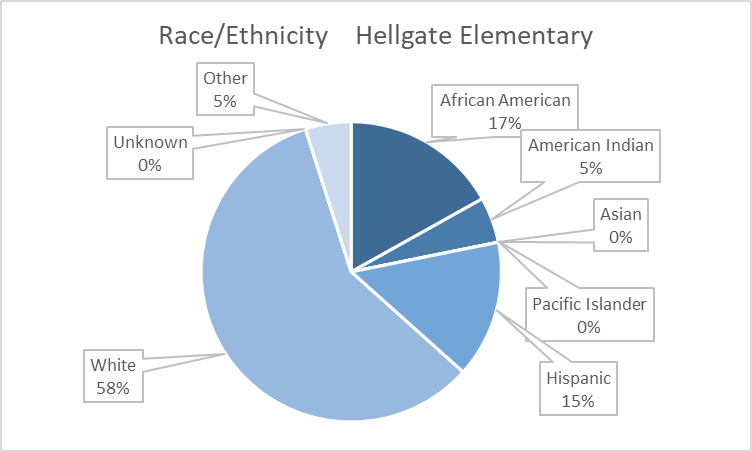 Race/Ethnicity    Hellgate Elementary
Other
5%
African American
17%
Unknown
0%
American Indian
5%
Asian
0%
Pacific Islander
0%
White
58%
Hispanic
15%